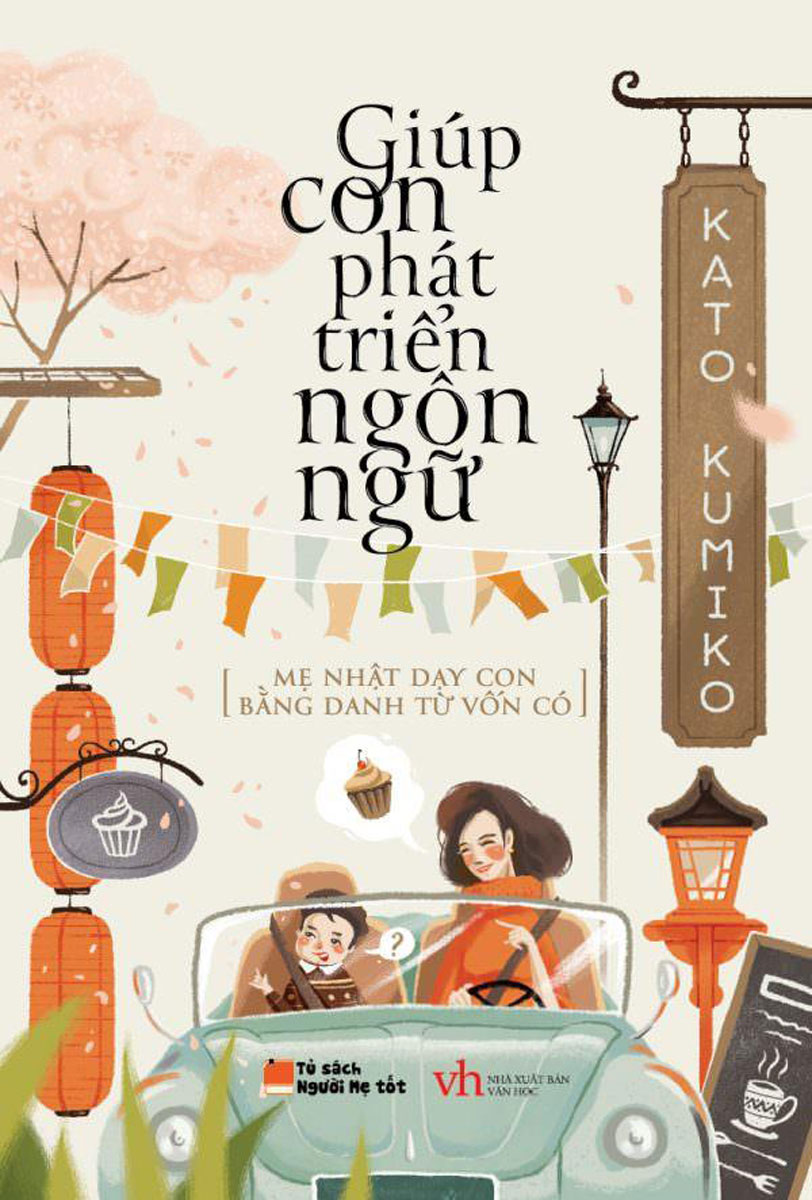 Giúp
con
phát
triển
ngôn
ngữ
KATO KUMIKO
[MẸ NHẬT DẠY CON
BẰNG DANH TỪ VỐN CÓ]
?
Tủ sách
Người Mẹ tốt
vh NHÀ XUẤT BẢN
VĂN HỌC